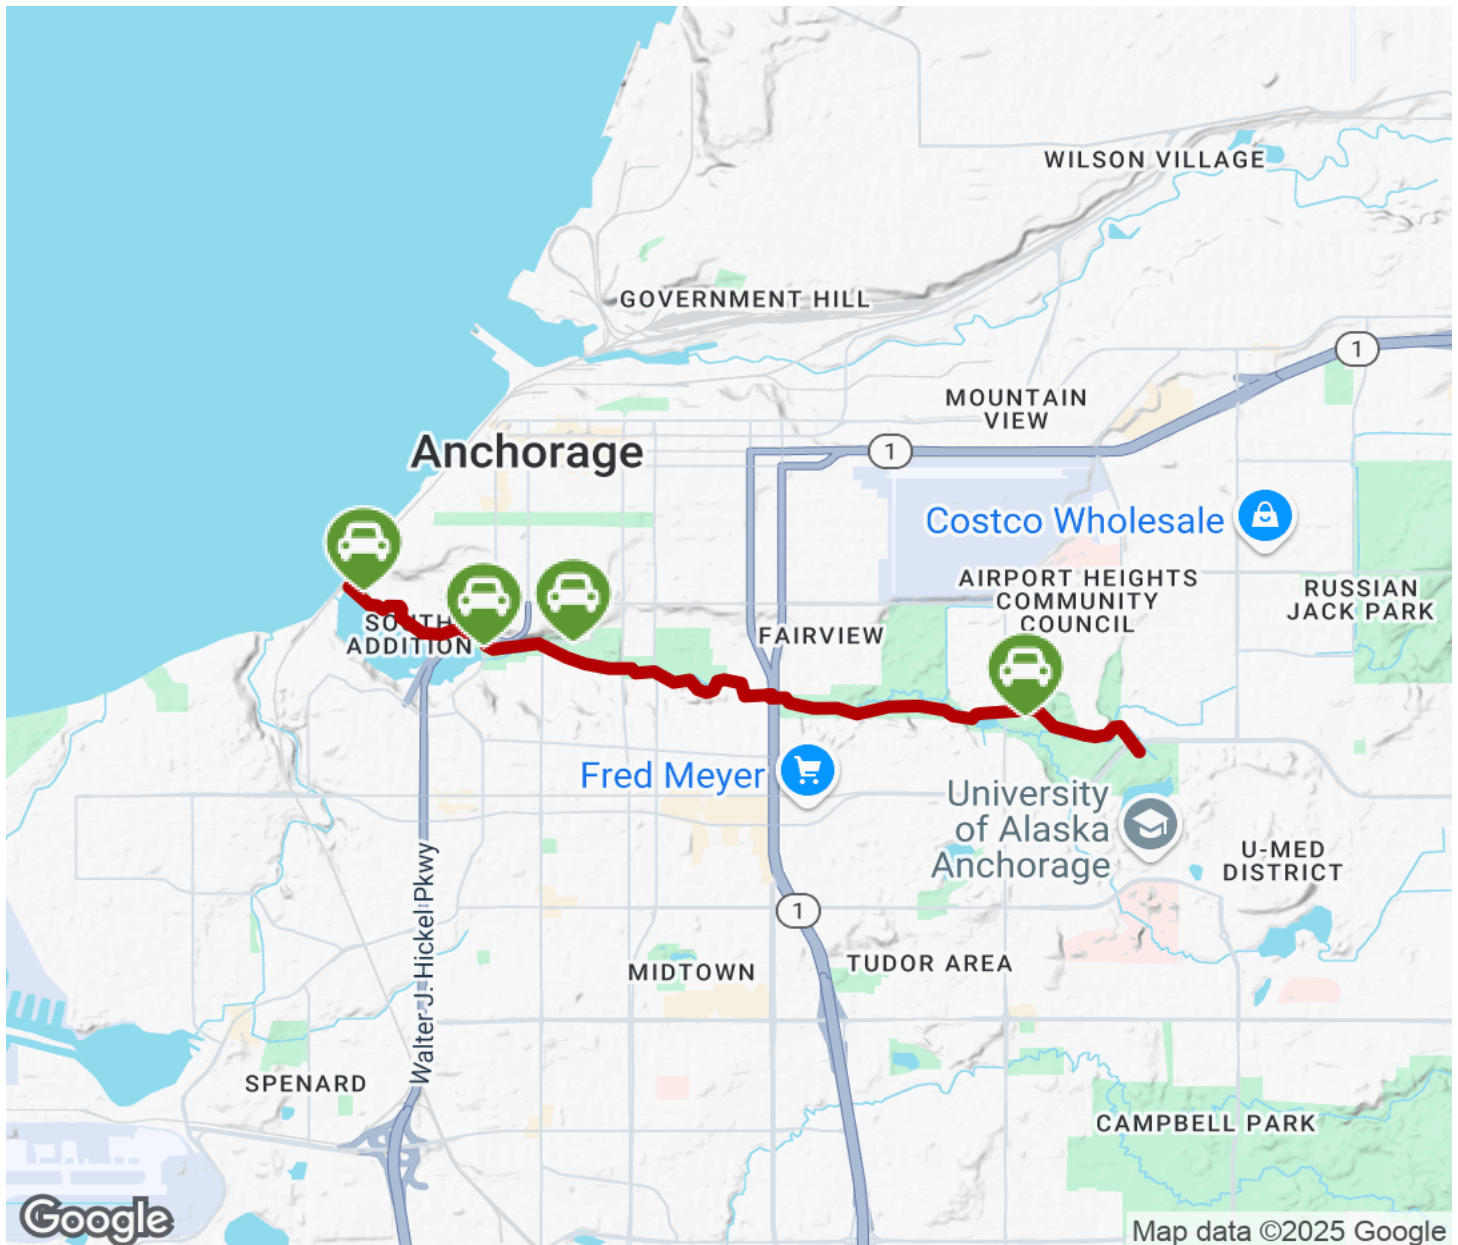 WILSON VILLAGE
GOVERNMENT HILL
1
MOUNTAIN
VIEW
1
Anchorage
Costco Wholesale
AIRPORT HEIGHTS
COMMUNITY
COUNCIL
RUSSIAN
JACK PARK
SOUTH
ADDITION
FAIRVIEW
Fred Meyer
University
of Alaska
Anchorage
U-MED
DISTRICT
Walter J. Hickel Pkwy
1
MIDTOWN
TUDOR AREA
SPENARD
CAMPBELL PARK
Google
Map data ©2025 Google